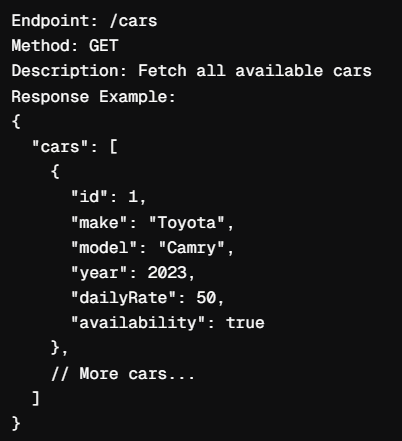 Endpoint: /cars
Method: GET
Description: Fetch all available cars
Response Example:
{
  "cars": [
    {
      "id": 1,
      "make": "Toyota",
      "model": "Camry",
      "year": 2023,
      "dailyRate": 50,
      "availability": true
    },
    // More cars...
  ]
}